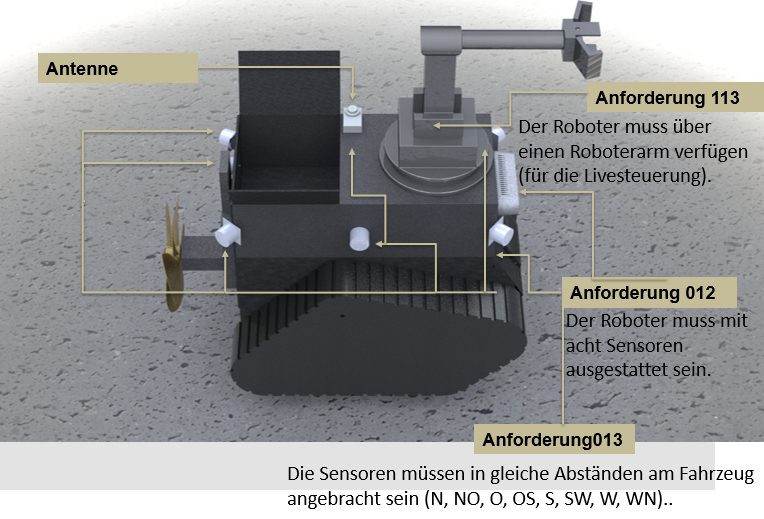 Antenne
Anforderung 113
Der Roboter muss über
einen Roboterarm verfügen
(für die Livesteuerung).
Anforderung 012
Der Roboter muss mit
acht Sensoren
ausgestattet sein.
Anforderung013
Die Sensoren müssen in gleiche Abständen am Fahrzeug
angebracht sein (N, NO, O, OS, S, SW, W, WN)..